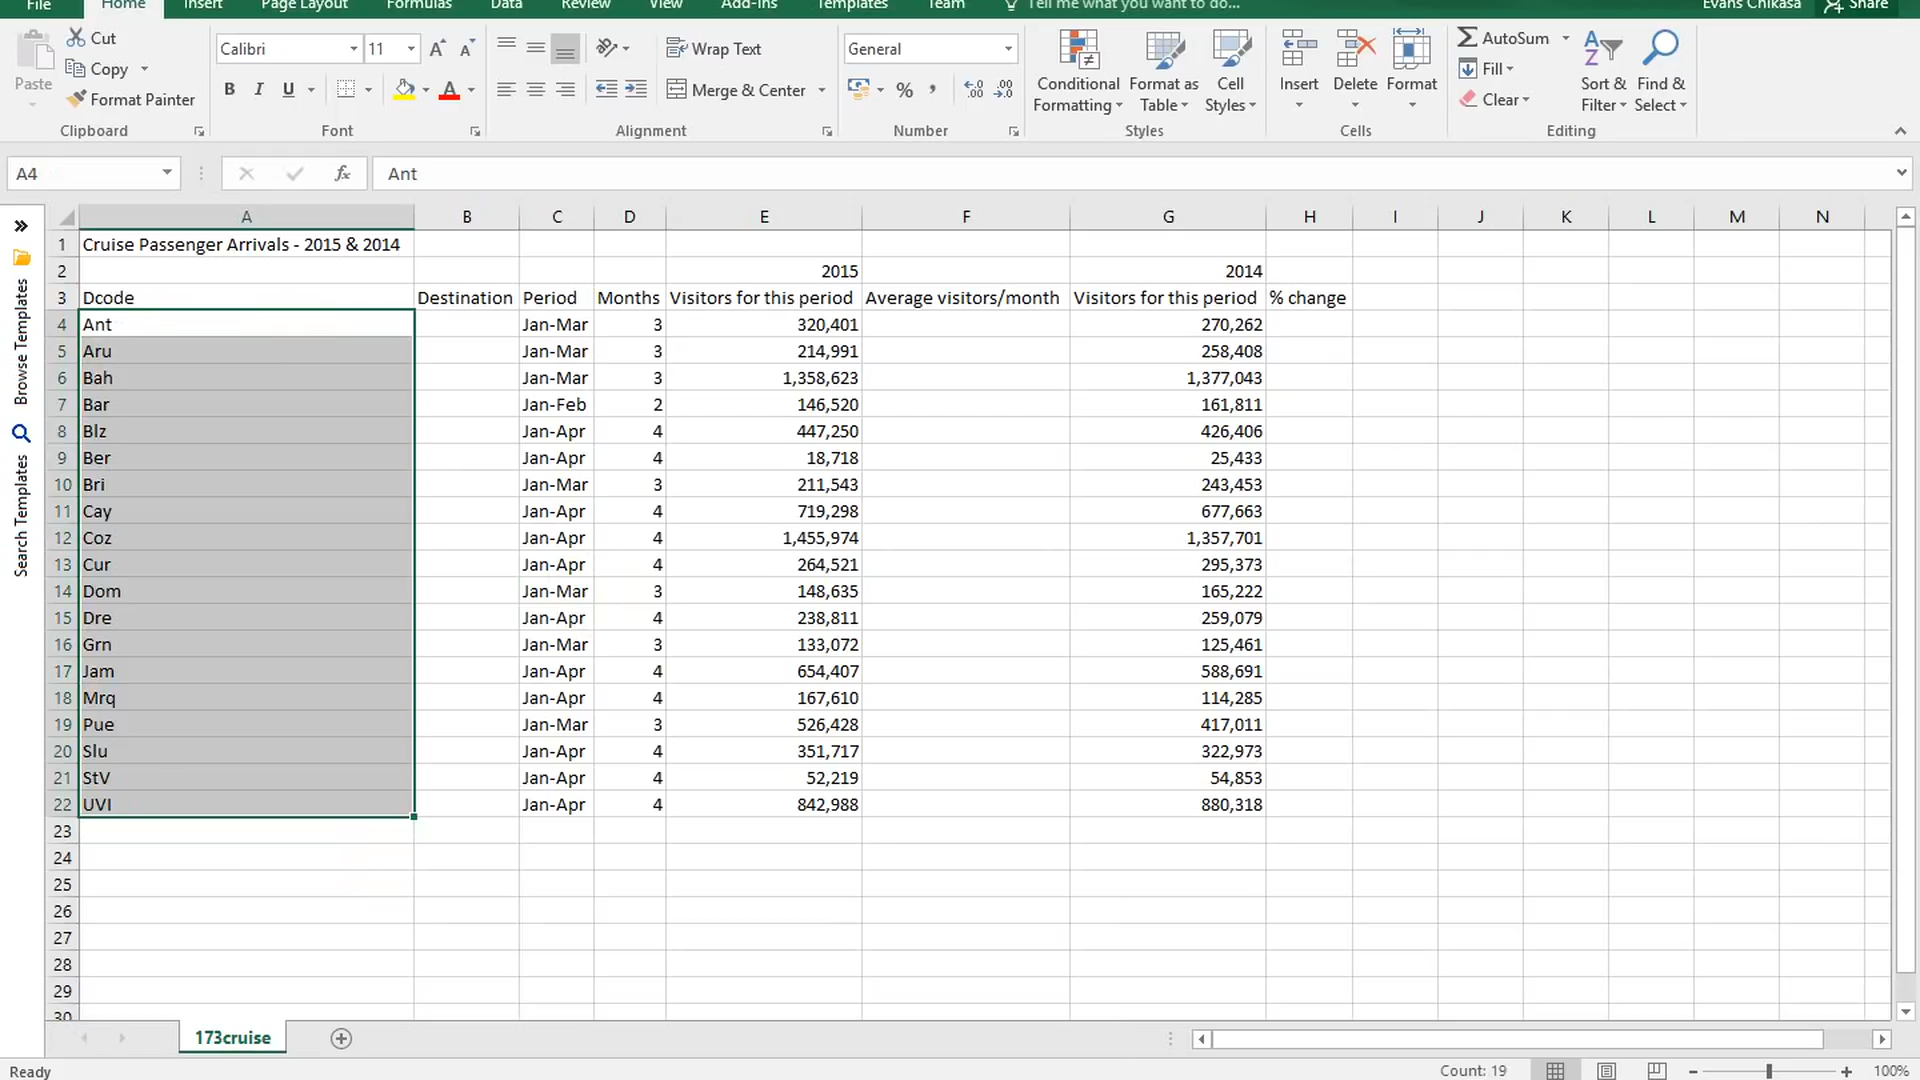 File Home Insert Page Layout Formulas Data Review View Add-ins Templates Team Tell me what you want to do... Evans Chikasa Share
Paste Cut Copy Format Painter Clipboard
Calibri 11 A A B I U A Font
Wrap Text Merge & Center Alignment
General % , .0 .00 Number
Conditional Formatting Format as Table Cell Styles Styles
Insert Delete Format Cells
AutoSum Fill Clear Sort & Filter Find & Select Editing
A4 fx Ant
Browse Templates
Search Templates
A B C D E F G H I J K L M N
1 Cruise Passenger Arrivals - 2015 & 2014
2 2015 2014
3 Dcode Destination Period Months Visitors for this period Average visitors/month Visitors for this period % change
4 Ant Jan-Mar 3 320,401 270,262
5 Aru Jan-Mar 3 214,991 258,408
6 Bah Jan-Mar 3 1,358,623 1,377,043
7 Bar Jan-Feb 2 146,520 161,811
8 Blz Jan-Apr 4 447,250 426,406
9 Ber Jan-Apr 4 18,718 25,433
10 Bri Jan-Mar 3 211,543 243,453
11 Cay Jan-Apr 4 719,298 677,663
12 Coz Jan-Apr 4 1,455,974 1,357,701
13 Cur Jan-Apr 4 264,521 295,373
14 Dom Jan-Mar 3 148,635 165,222
15 Dre Jan-Apr 4 238,811 259,079
16 Grn Jan-Mar 3 133,072 125,461
17 Jam Jan-Apr 4 654,407 588,691
18 Mrq Jan-Apr 4 167,610 114,285
19 Pue Jan-Mar 3 526,428 417,011
20 Slu Jan-Apr 4 351,717 322,973
21 StV Jan-Apr 4 52,219 54,853
22 UVI Jan-Apr 4 842,988 880,318
23
24
25
26
27
28
29
30
173cruise
Ready Count: 19 100%